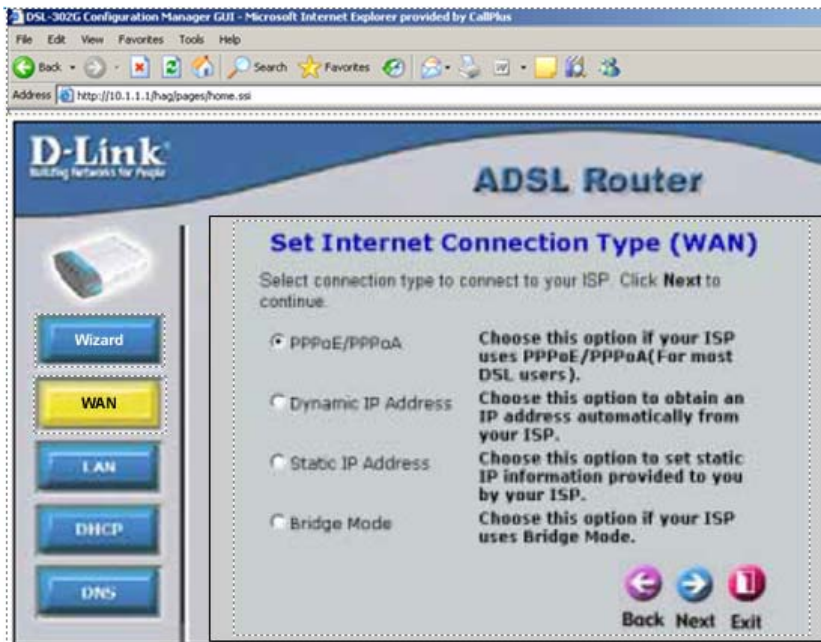 DSL-302G Configuration Manager GUI - Microsoft Internet Explorer provided by CallPlus
File Edit View Favorites Tools Help
Back Search Favorites
Address http://10.1.1.1/hag/pages/home.ssi
D-Link
Building Networks for People
ADSL Router
Wizard
WAN
LAN
DHCP
DNS
Set Internet Connection Type (WAN)
Select connection type to connect to your ISP. Click Next to
continue.
PPPoE/PPPoA
Choose this option if your ISP
uses PPPoE/PPPoA(For most
DSL users).
Dynamic IP Address
Choose this option to obtain an
IP address automatically from
your ISP.
Static IP Address
Choose this option to set static
IP information provided to you
by your ISP.
Bridge Mode
Choose this option if your ISP
uses Bridge Mode.
Back Next Exit